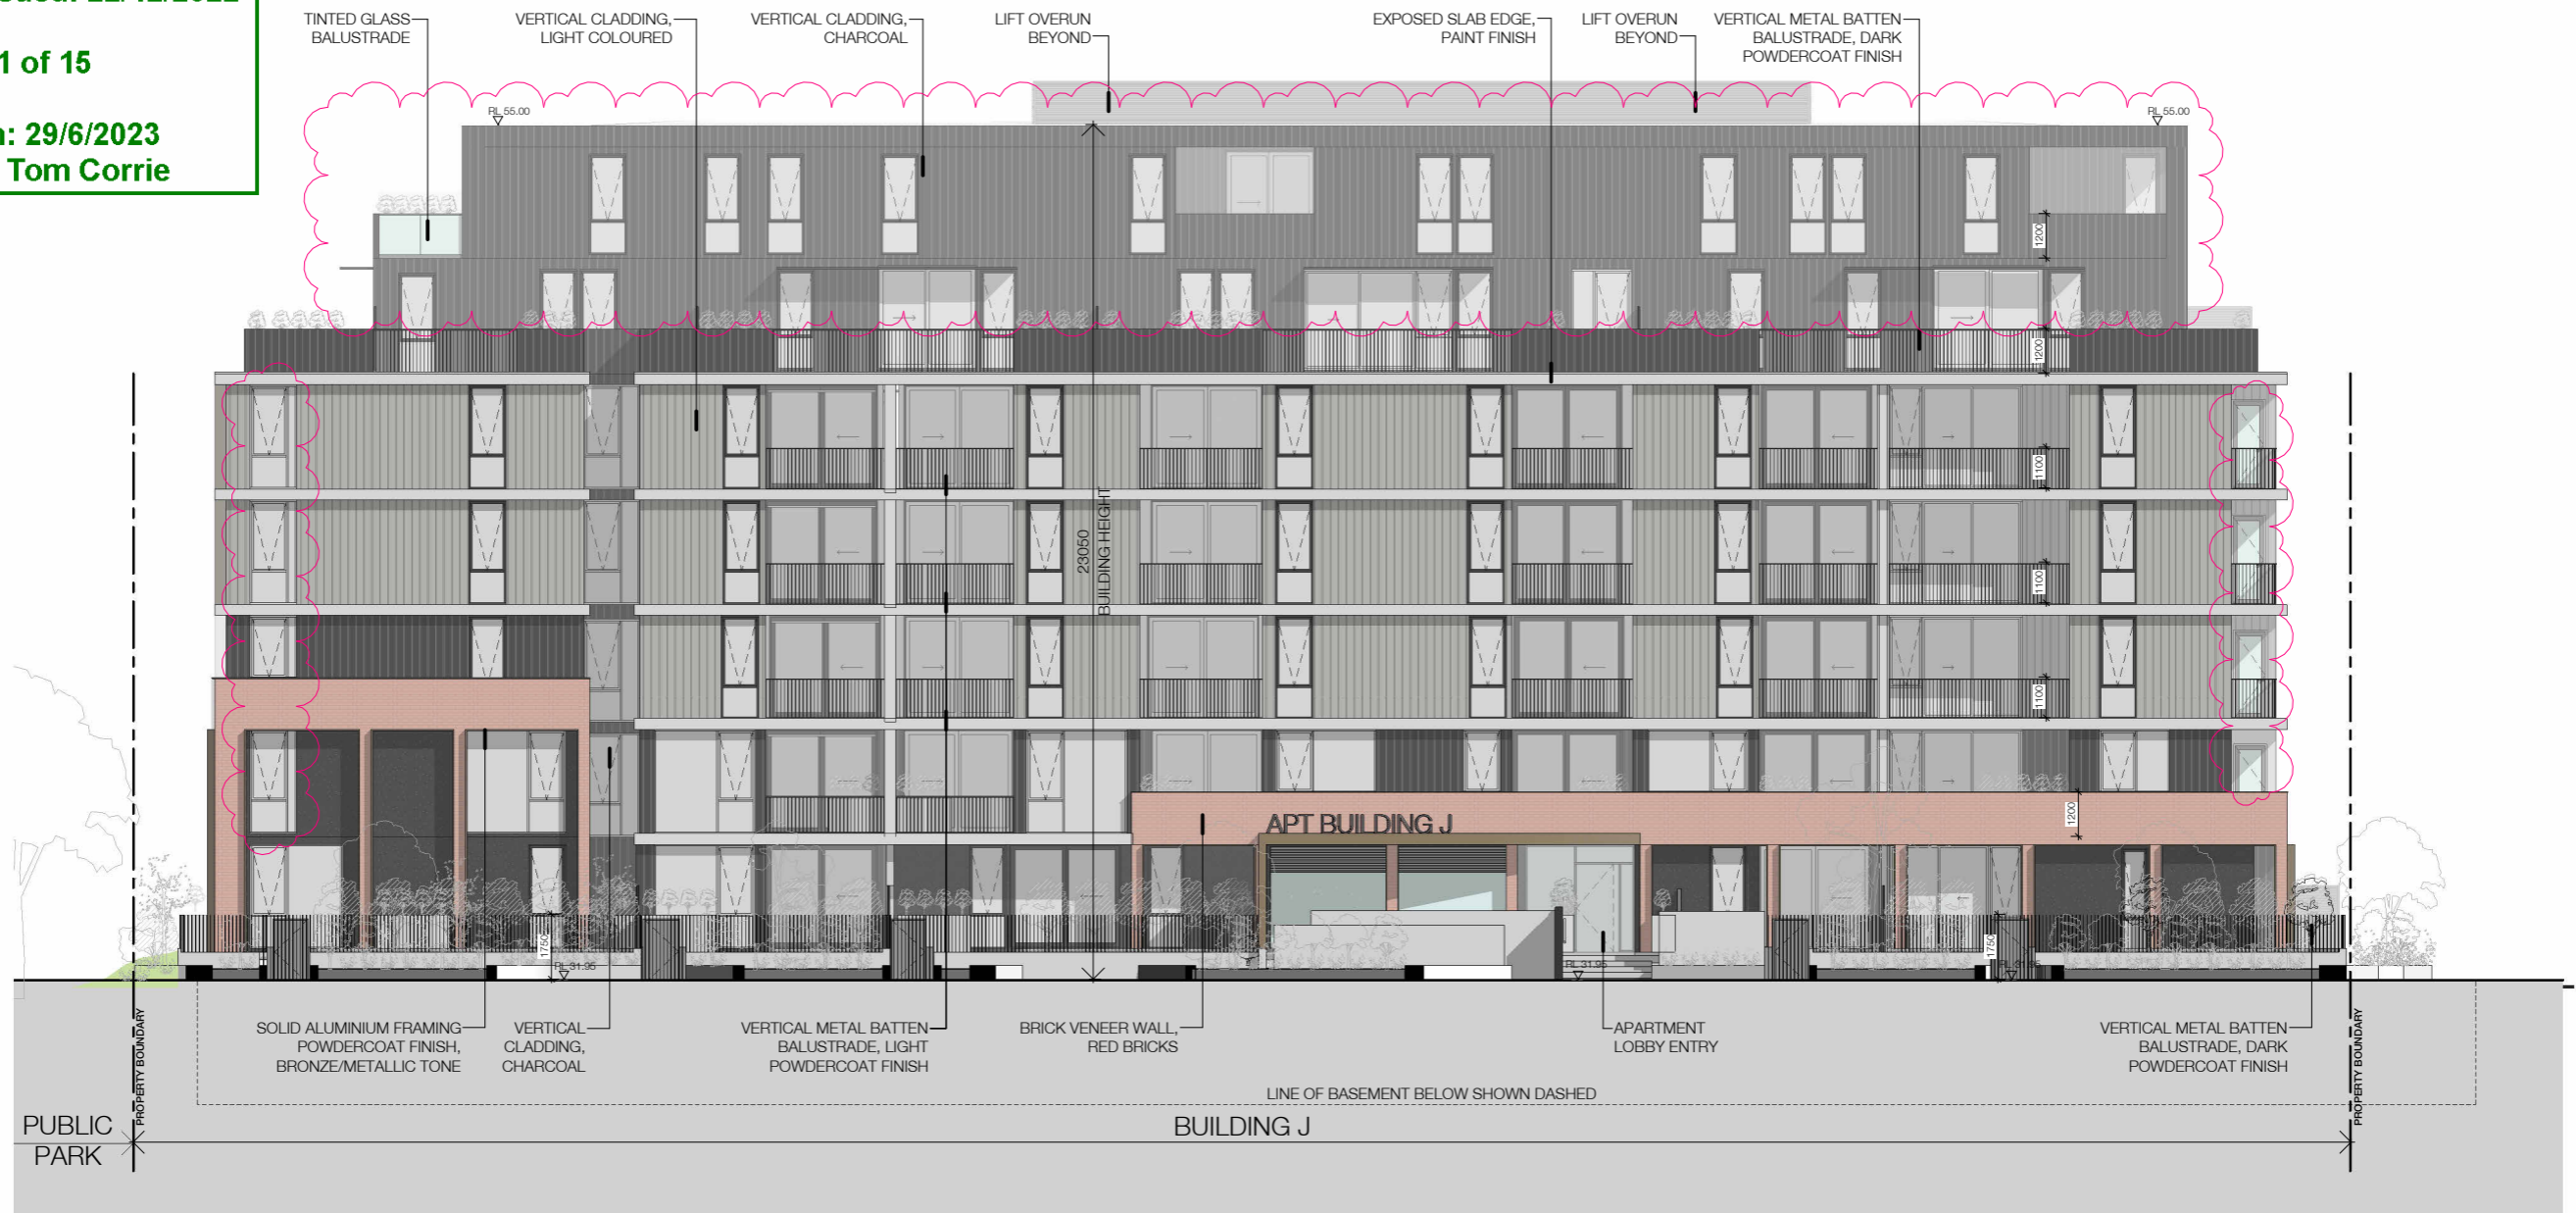 1 of 15
29/6/2023
Tom Corrie
TINTED GLASS
BALUSTRADE
VERTICAL CLADDING,
LIGHT COLOURED
VERTICAL CLADDING,
CHARCOAL
LIFT OVERUN
BEYOND
EXPOSED SLAB EDGE,
PAINT FINISH
LIFT OVERUN
BEYOND
VERTICAL METAL BATTEN
BALUSTRADE, DARK
POWDERCOAT FINISH
RL 55.00
RL 55.00
1200
1200
1100
23050
BUILDING HEIGHT
1100
1100
1200
APT BUILDING J
1750
RL 31.95
RL 31.95
1750
RL 31.95
SOLID ALUMINIUM FRAMING
POWDERCOAT FINISH,
BRONZE/METALLIC TONE
VERTICAL
CLADDING,
CHARCOAL
VERTICAL METAL BATTEN
BALUSTRADE, LIGHT
POWDERCOAT FINISH
BRICK VENEER WALL,
RED BRICKS
APARTMENT
LOBBY ENTRY
VERTICAL METAL BATTEN
BALUSTRADE, DARK
POWDERCOAT FINISH
PROPERTY BOUNDARY
PROPERTY BOUNDARY
LINE OF BASEMENT BELOW SHOWN DASHED
PUBLIC
PARK
BUILDING J